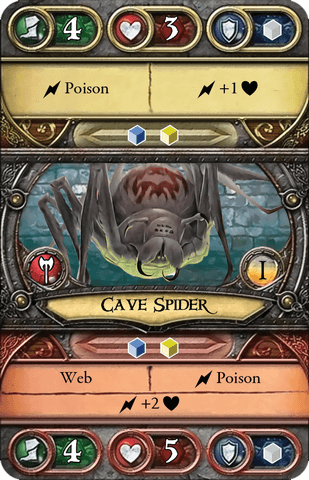 4 3
Poison +1
CAVE SPIDER
I
Web Poison
+2
4 5